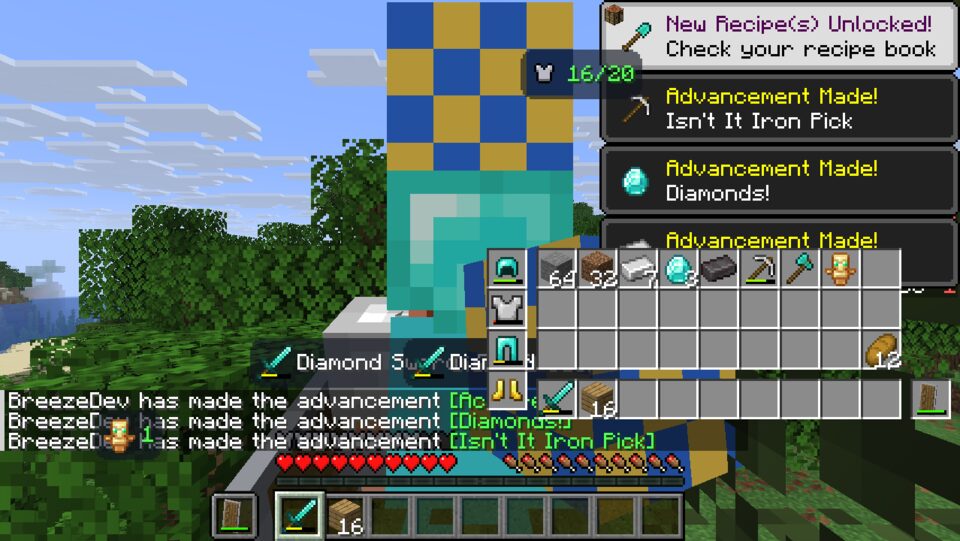 New Recipe(s) Unlocked!
Check your recipe book
16/20
Advancement Made!
Isn't It Iron Pick
Advancement Made!
Diamonds!
Advancement Made!
64
32
7
3
12
Diamond
BreezeDev has made the advancement
BreezeDev has made the advancement [Diamonds!]
1
BreezeDev has made the advancement [Isn't It Iron Pick]
16
16